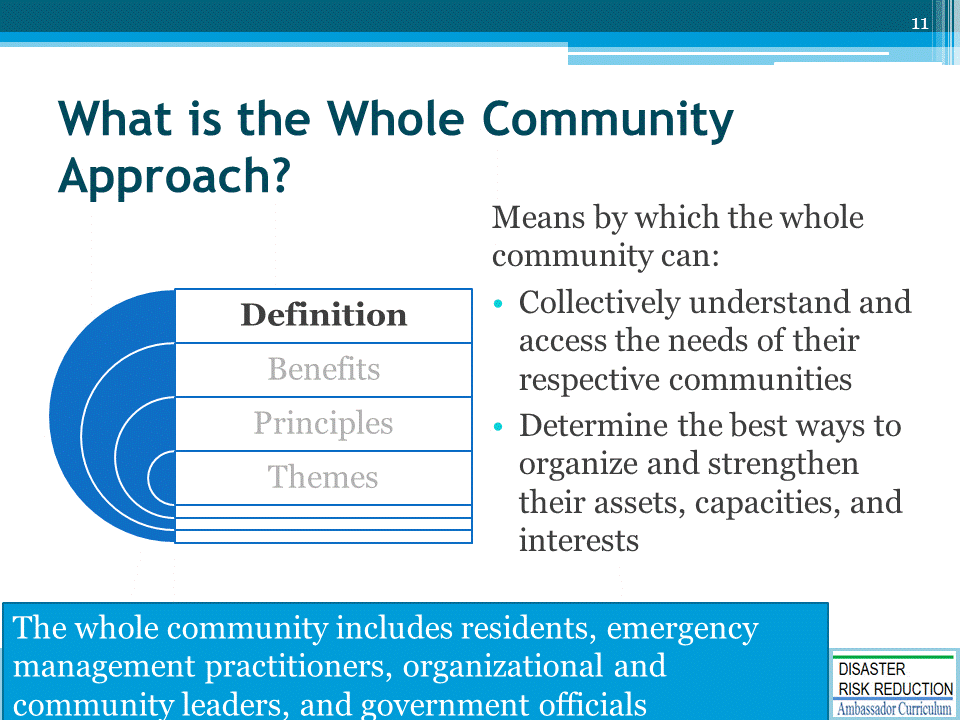 11
What is the Whole Community
Approach?
Means by which the whole
community can:
• Collectively understand and
access the needs of their
respective communities
• Determine the best ways to
organize and strengthen
their assets, capacities, and
interests
Definition
Benefits
Principles
Themes
The whole community includes residents, emergency
management practitioners, organizational and
community leaders, and government officials
DISASTER
RISK REDUCTION
Ambassador Curriculum